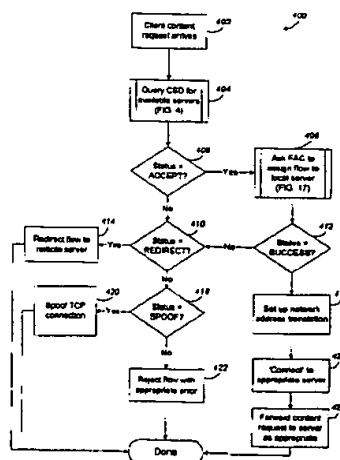 402
400
Client content
request arrives
Query CSD for
available servers
(FIG. 4)
404
406
408
Status =
ACCEPT?
Yes
Ask FAC to
assign flow to
local server
(FIG. 17)
No
414
Redirect flow to
remote server
Yes
410
Status =
REDIRECT?
No
412
Status =
SUCCESS?
No
420
Spoof TCP
connection
Yes
418
Status =
SPOOF?
Set up network
address translation
No
422
Reject flow with
appropriate error
'Connect' to
appropriate server
Forward content
request to server
as appropriate
Done